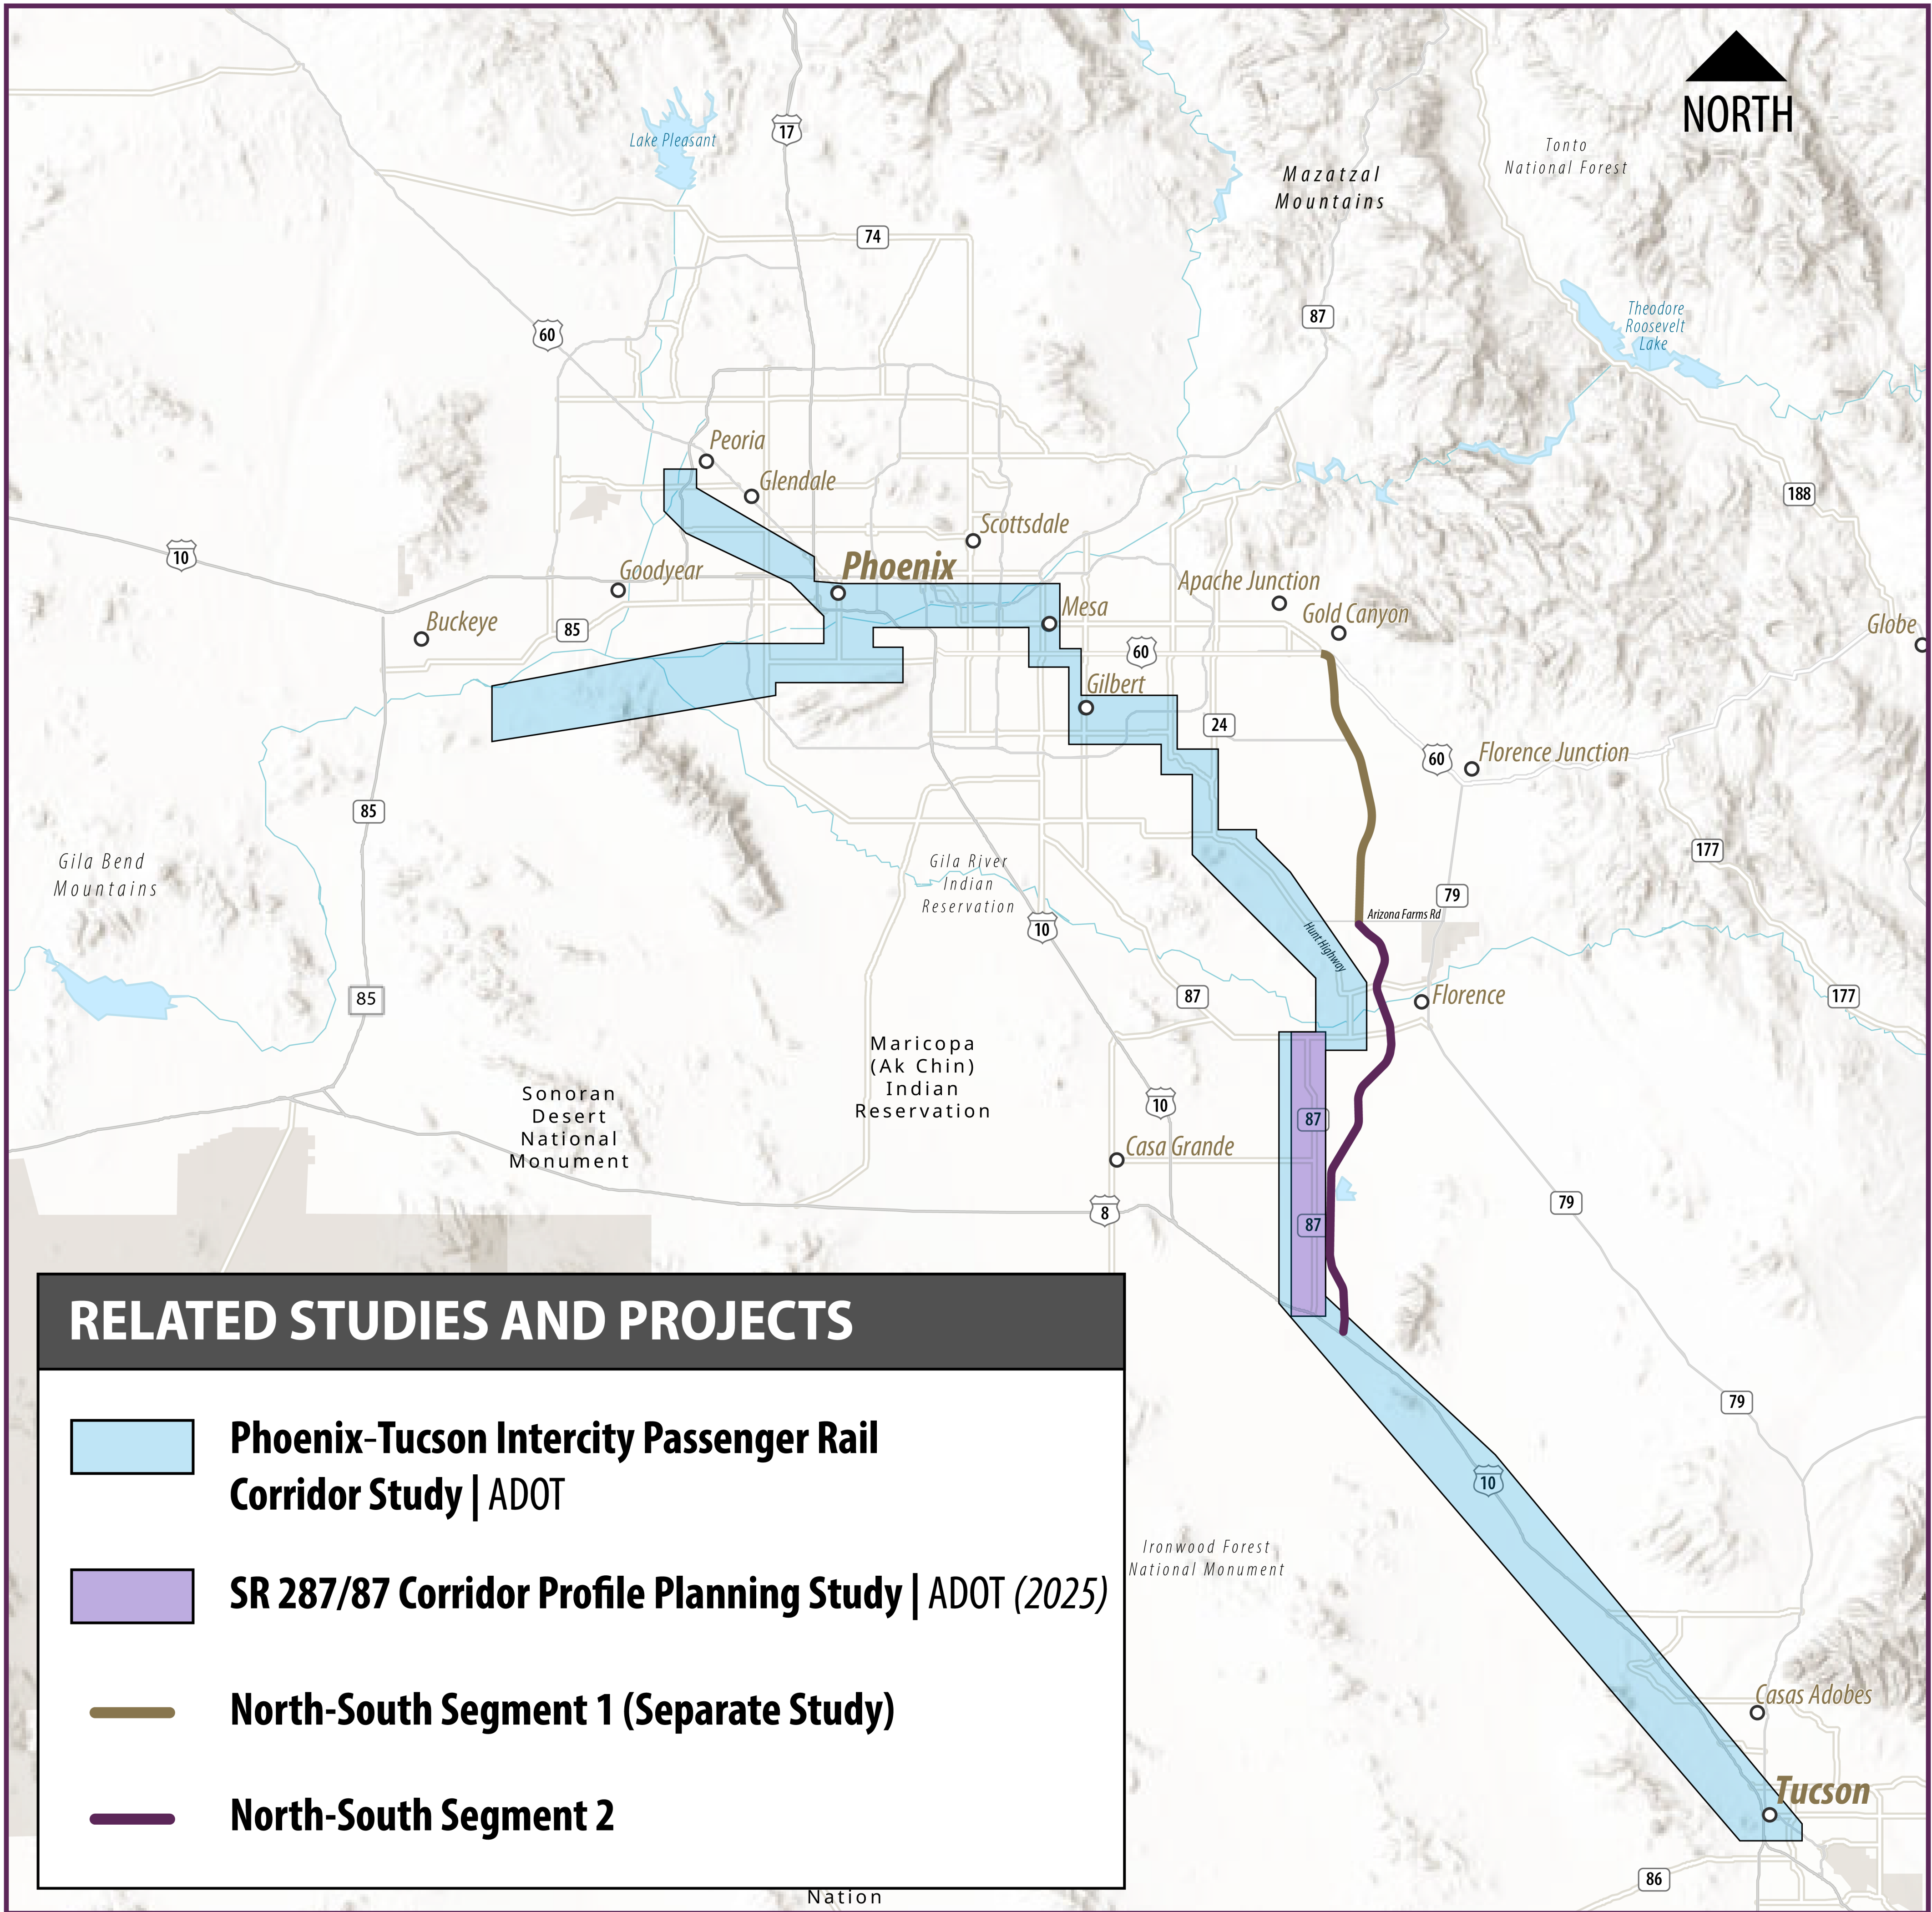 NORTH
Tonto
National Forest
17
Lake Pleasant
Mazatzal
Mountains
74
87
60
Theodore
Roosevelt
Lake
Peoria
Glendale
188
Scottsdale
10
Phoenix
Goodyear
Apache Junction
Mesa
Gold Canyon
Buckeye
85
Globe
60
Gilbert
24
Florence Junction
60
85
177
Gila Bend
Mountains
Gila River
Indian
Reservation
79
Arizona Farms Rd
10
Hunt Highway
85
87
Florence
177
Maricopa
(Ak Chin)
Indian
Reservation
Sonoran
Desert
National
Monument
10
87
Casa Grande
79
8
87
RELATED STUDIES AND PROJECTS
Phoenix-Tucson Intercity Passenger Rail
Corridor Study | ADOT
SR 287/87 Corridor Profile Planning Study | ADOT (2025)
North-South Segment 1 (Separate Study)
North-South Segment 2
79
10
Ironwood Forest
National Monument
Casas Adobes
Tucson
86
Nation